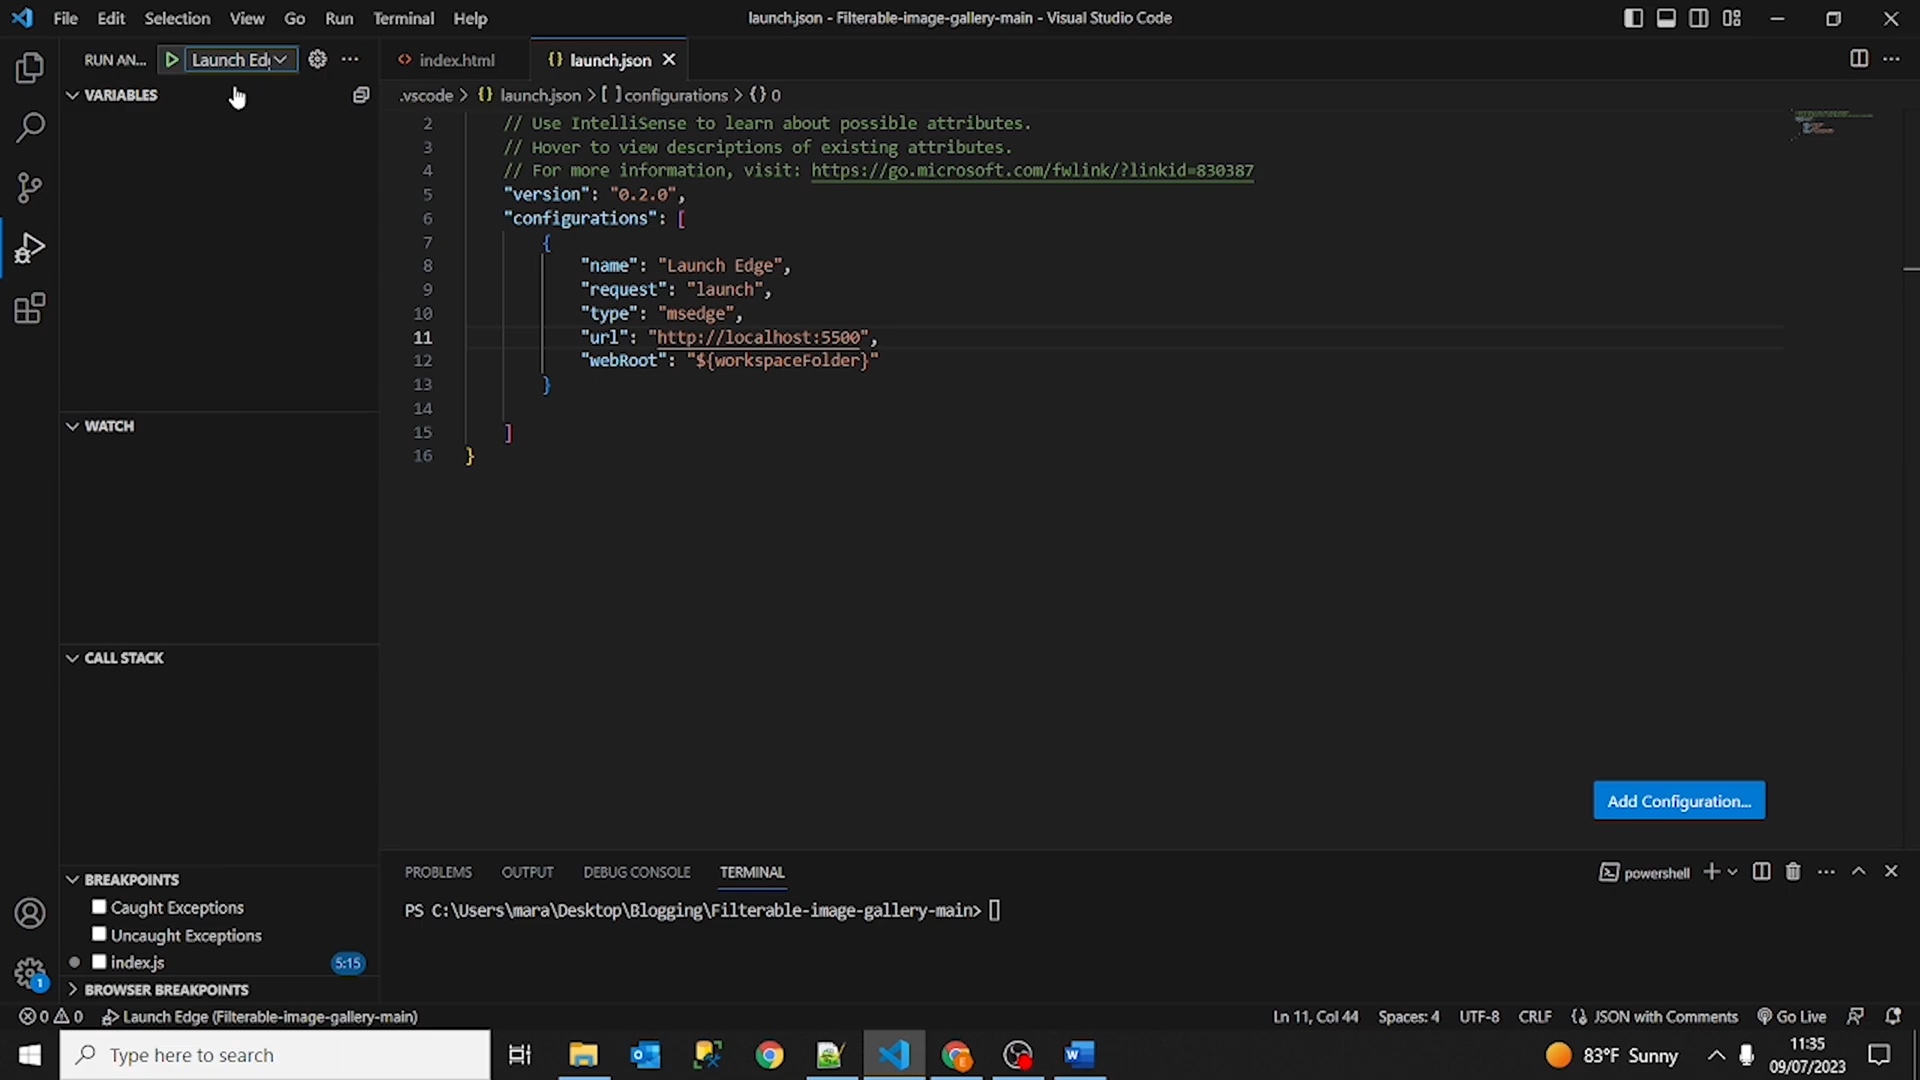 File Edit Selection View Go Run Terminal Help
launch.json - Filterable-image-gallery-main - Visual Studio Code
RUN AN... Launch Ed
index.html
{} launch.json
VARIABLES
.vscode > {} launch.json > [ ] configurations > {} 0
2 // Use IntelliSense to learn about possible attributes.
3 // Hover to view descriptions of existing attributes.
4 // For more information, visit: https://go.microsoft.com/fwlink/?linkid=830387
5 "version": "0.2.0",
6 "configurations": [
7 {
8 "name": "Launch Edge",
9 "request": "launch",
10 "type": "msedge",
11 "url": "http://localhost:5500",
12 "webRoot": "${workspaceFolder}"
13 }
14
15 ]
16 }
WATCH
CALL STACK
Add Configuration...
BREAKPOINTS
Caught Exceptions
Uncaught Exceptions
index.js 5:15
BROWSER BREAKPOINTS
PROBLEMS OUTPUT DEBUG CONSOLE TERMINAL
powershell
PS C:\Users\mara\Desktop\Blogging\Filterable-image-gallery-main>
1
0 0 Launch Edge (Filterable-image-gallery-main)
Ln 11, Col 44 Spaces: 4 UTF-8 CRLF {} JSON with Comments Go Live
Type here to search
83°F Sunny
11:35
09/07/2023